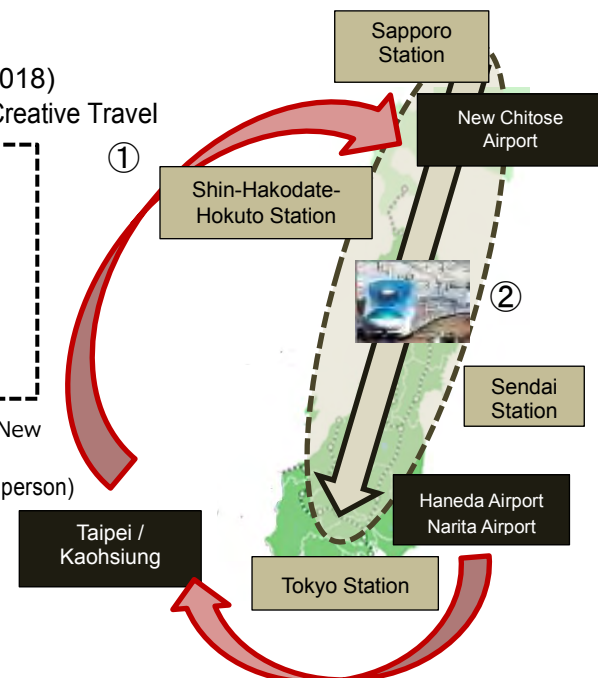 Sapporo
Station
018)
Creative Travel
New Chitose
Airport
①
Shin-Hakodate-
Hokuto Station
②
Sendai
Station
New
person)
Haneda Airport
Narita Airport
Taipei /
Kaohsiung
Tokyo Station